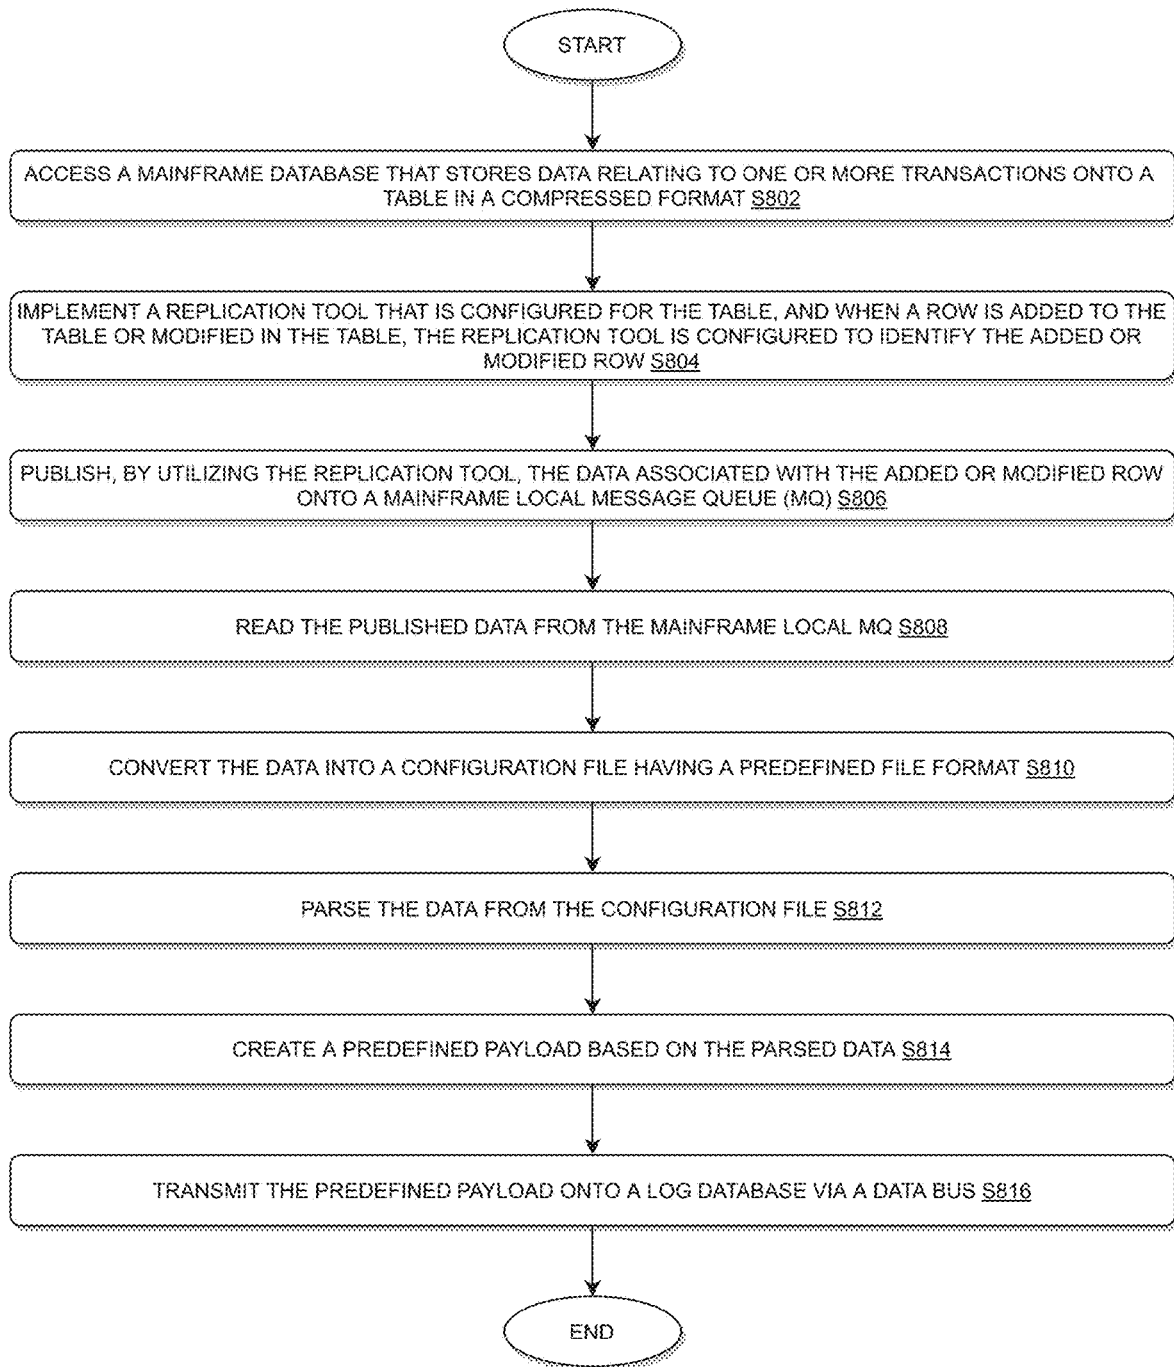 START
ACCESS A MAINFRAME DATABASE THAT STORES DATA RELATING TO ONE OR MORE TRANSACTIONS ONTO A
TABLE IN A COMPRESSED FORMAT S802
IMPLEMENT A REPLICATION TOOL THAT IS CONFIGURED FOR THE TABLE, AND WHEN A ROW IS ADDED TO THE
TABLE OR MODIFIED IN THE TABLE, THE REPLICATION TOOL IS CONFIGURED TO IDENTIFY THE ADDED OR
MODIFIED ROW S804
PUBLISH, BY UTILIZING THE REPLICATION TOOL, THE DATA ASSOCIATED WITH THE ADDED OR MODIFIED ROW
ONTO A MAINFRAME LOCAL MESSAGE QUEUE (MQ) S806
READ THE PUBLISHED DATA FROM THE MAINFRAME LOCAL MQ S808
CONVERT THE DATA INTO A CONFIGURATION FILE HAVING A PREDEFINED FILE FORMAT S810
PARSE THE DATA FROM THE CONFIGURATION FILE S812
CREATE A PREDEFINED PAYLOAD BASED ON THE PARSED DATA S814
TRANSMIT THE PREDEFINED PAYLOAD ONTO A LOG DATABASE VIA A DATA BUS S816
END